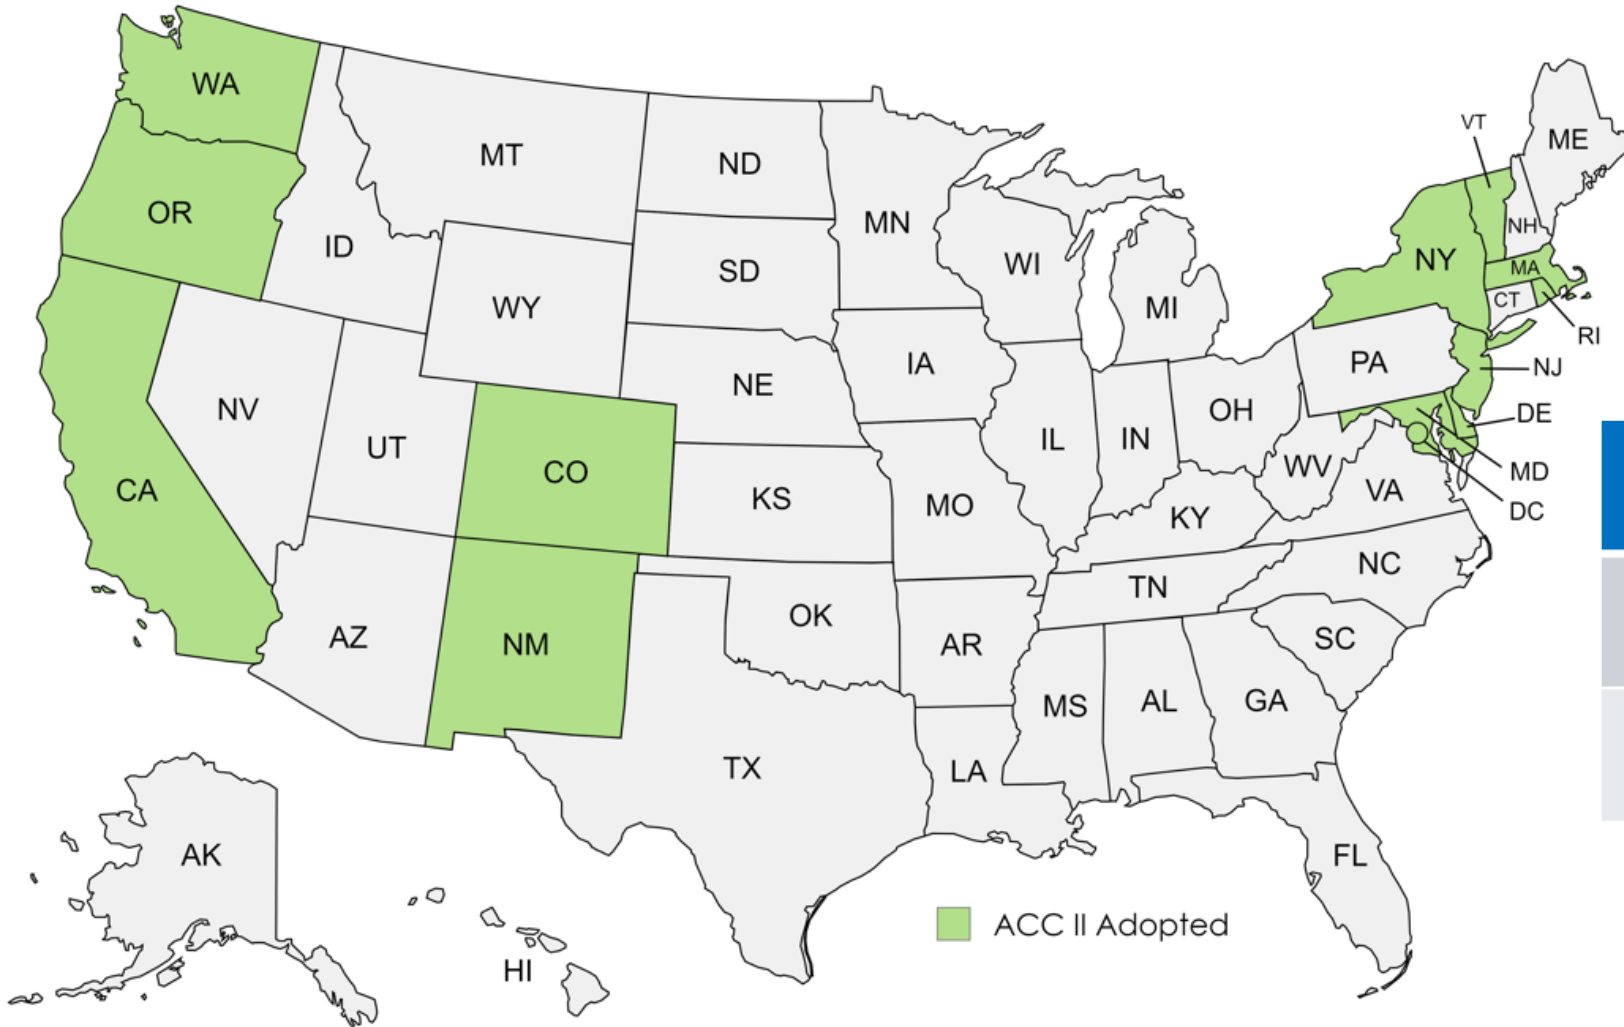 WA
MT
ND
MN
VT
ME
OR
ID
SD
WI
NH
NY
MA
WY
MI
CT
RI
IA
PA
NJ
NE
NV
OH
DE
UT
IL
IN
CO
WV
MD
CA
KS
MO
VA
DC
KY
NC
TN
OK
AZ
NM
AR
SC
MS
AL
GA
TX
LA
AK
FL
HI
ACC II Adopted